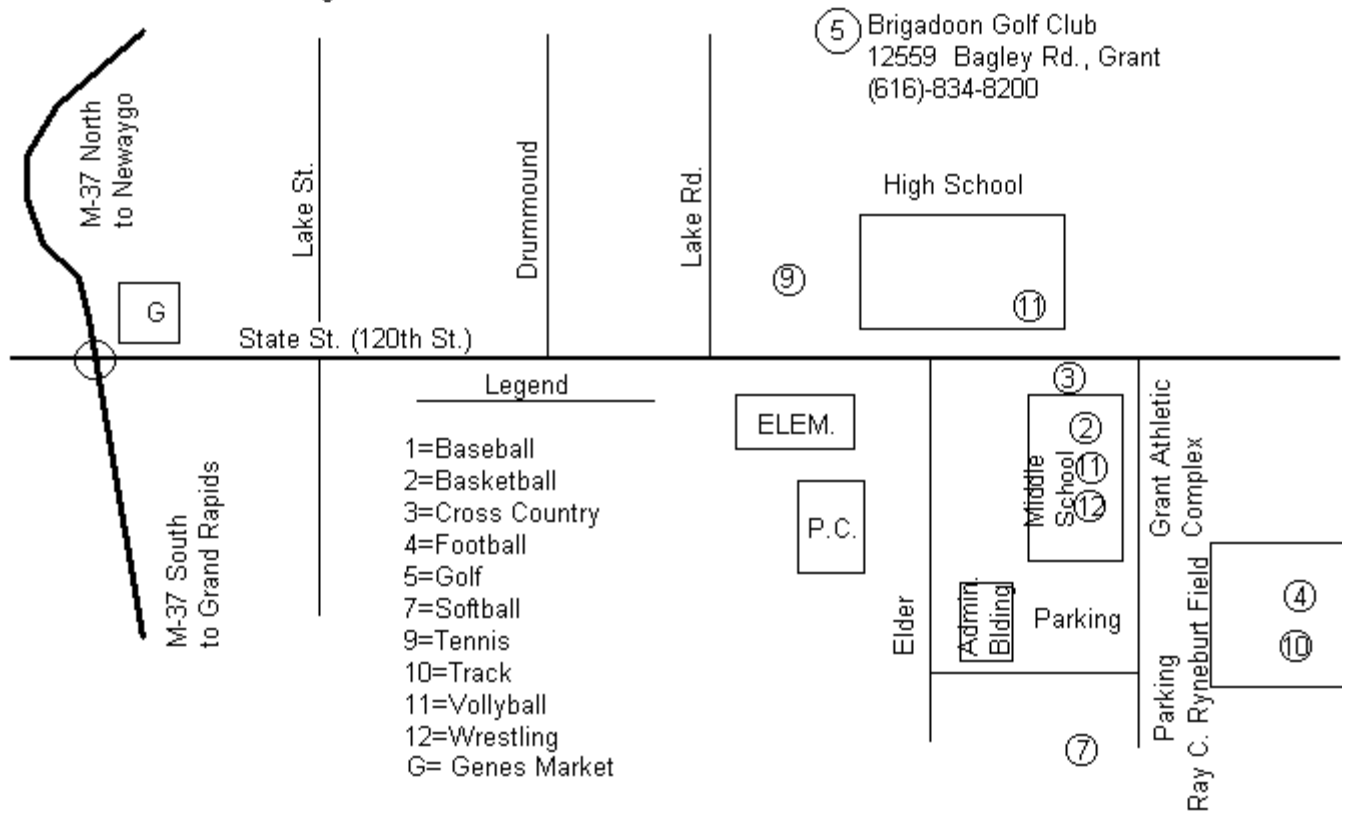 5 Brigadoon Golf Club
12559 Bagley Rd., Grant
(616)-834-8200
M-37 North
to Newaygo
Lake St.
Drummound
Lake Rd.
High School
9
11
G
State St. (120th St.)
Legend
1=Baseball
2=Basketball
3=Cross Country
4=Football
5=Golf
7=Softball
9=Tennis
10=Track
11=Vollyball
12=Wrestling
G= Genes Market
M-37 South
to Grand Rapids
ELEM.
P.C.
3
2
11
12
Middle
School
Grant Athletic
Complex
Elder
Admin.
Blding
Parking
Parking
Ray C. Ryneburt Field
4
10
7